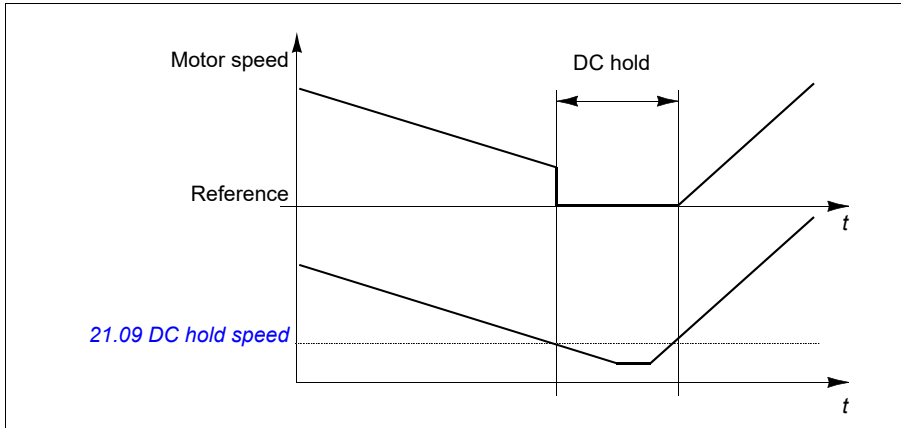 Motor speed
DC hold
Reference
t
21.09 DC hold speed
t